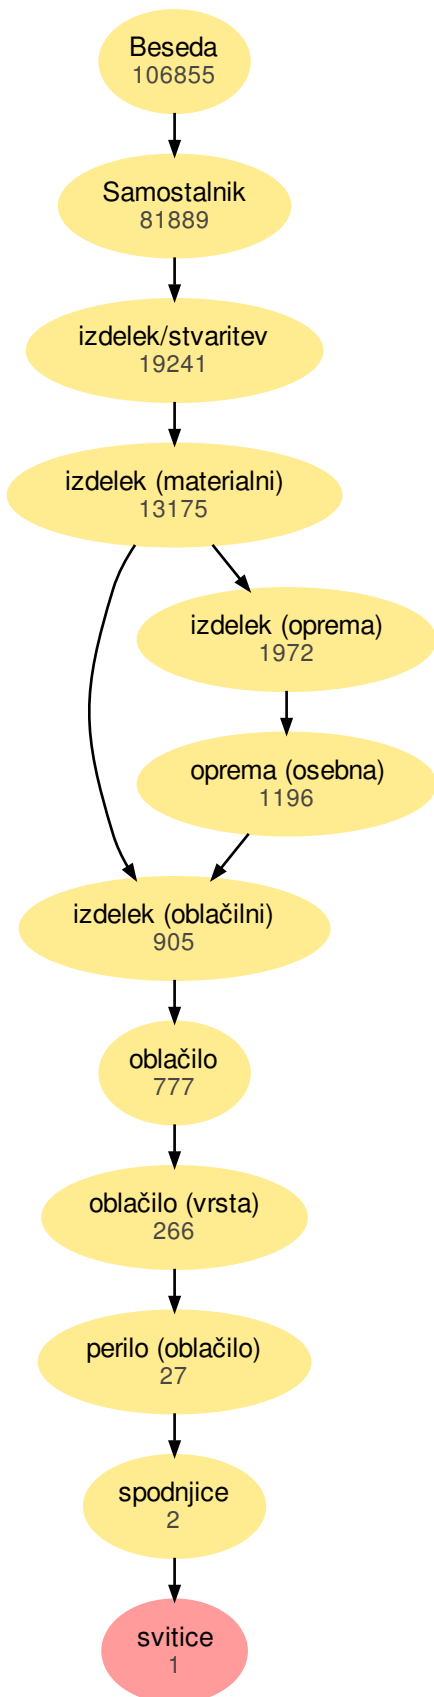 Beseda
106855
Samostalnik
81889
izdelek/stvaritev
19241
izdelek (materialni)
13175
izdelek (oprema)
1972
oprema (osebna)
1196
izdelek (oblačilni)
905
oblačilo
777
oblačilo (vrsta)
266
perilo (oblačilo)
27
spodnjice
2
svitice
1